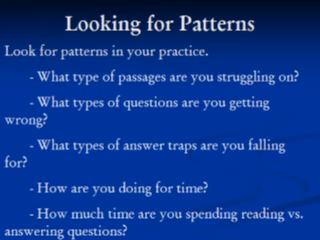 Looking for Patterns
Look for patterns in your practice.
- What type of passages are you struggling on?
- What types of questions are you getting
wrong?
- What types of answer traps are you falling
for?
- How are you doing for time?
- How much time are you spending reading vs.
answering questions?